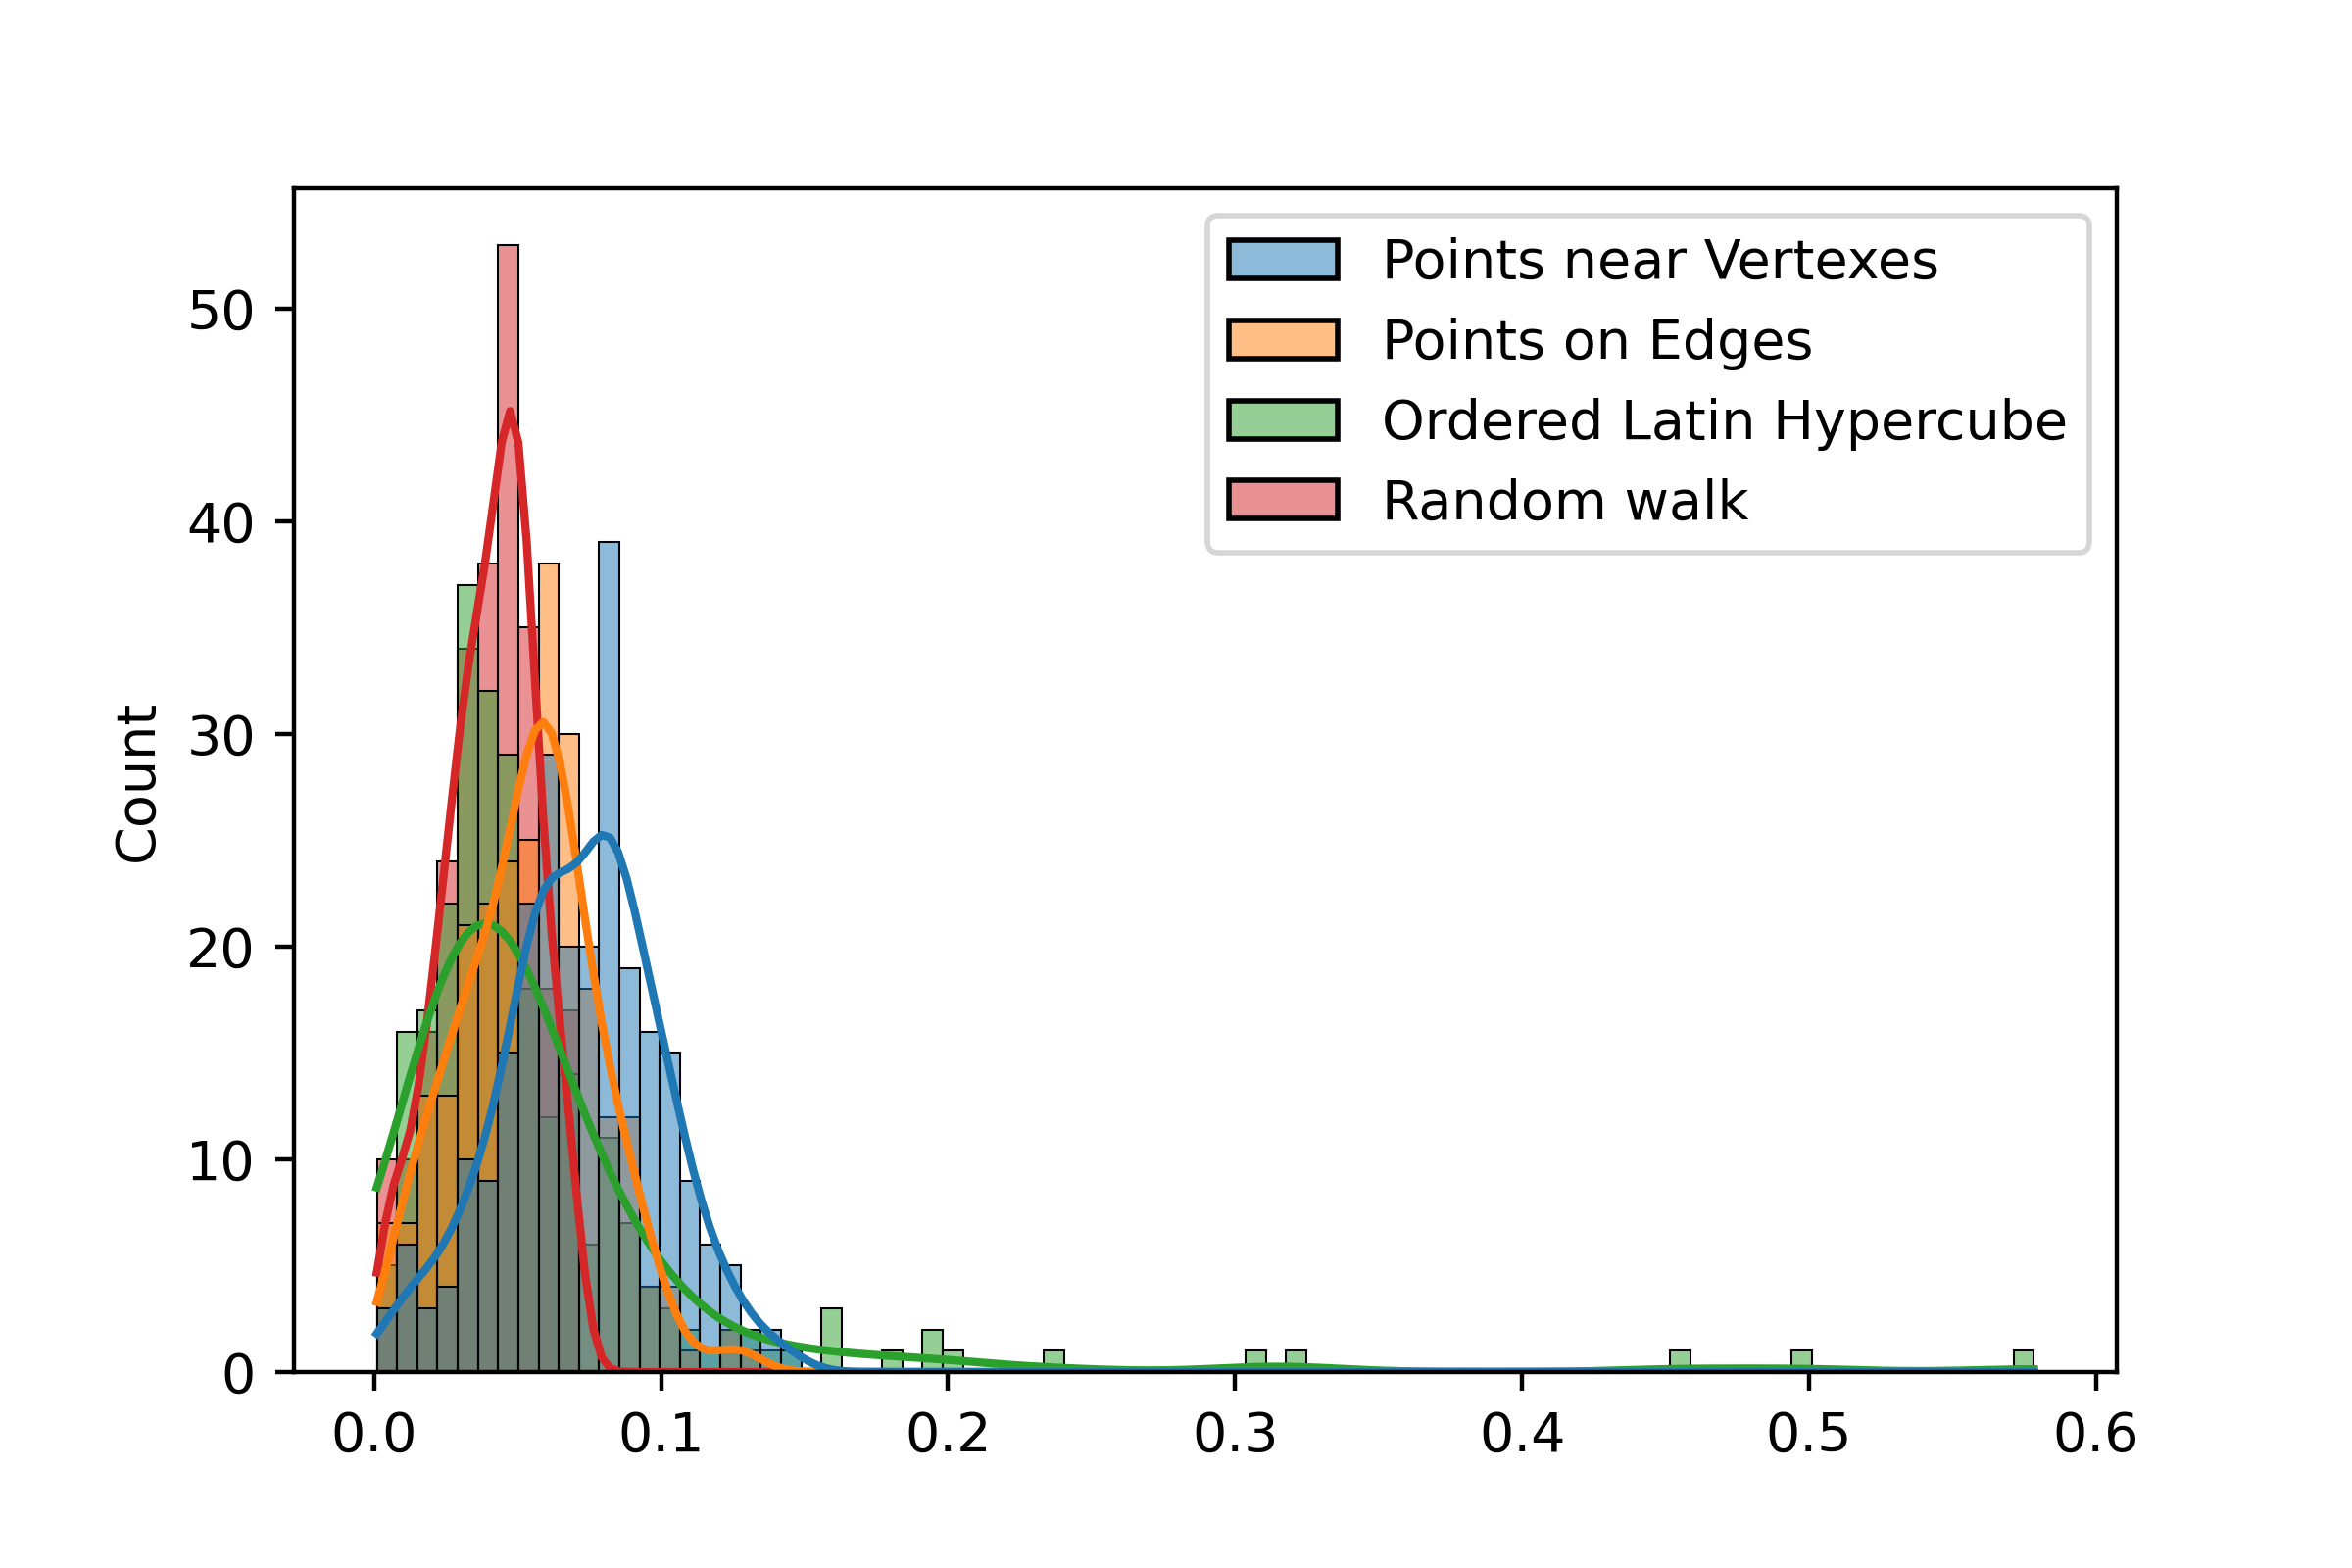 Points near Vertexes
Points on Edges
Ordered Latin Hypercube
Random walk
Count
50
40
30
20
10
0
0.0 0.1 0.2 0.3 0.4 0.5 0.6